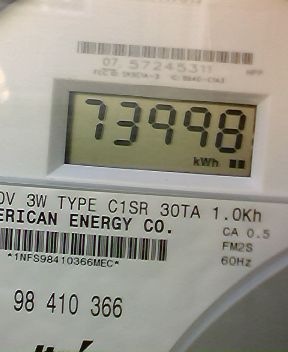 07 57245311
73998
kWh
0V 3W TYPE C1SR 30TA 1.0Kh
ERICAN ENERGY CO.
CA 0.5
FM2S
60Hz
*1NFS98410366MEC*
98 410 366